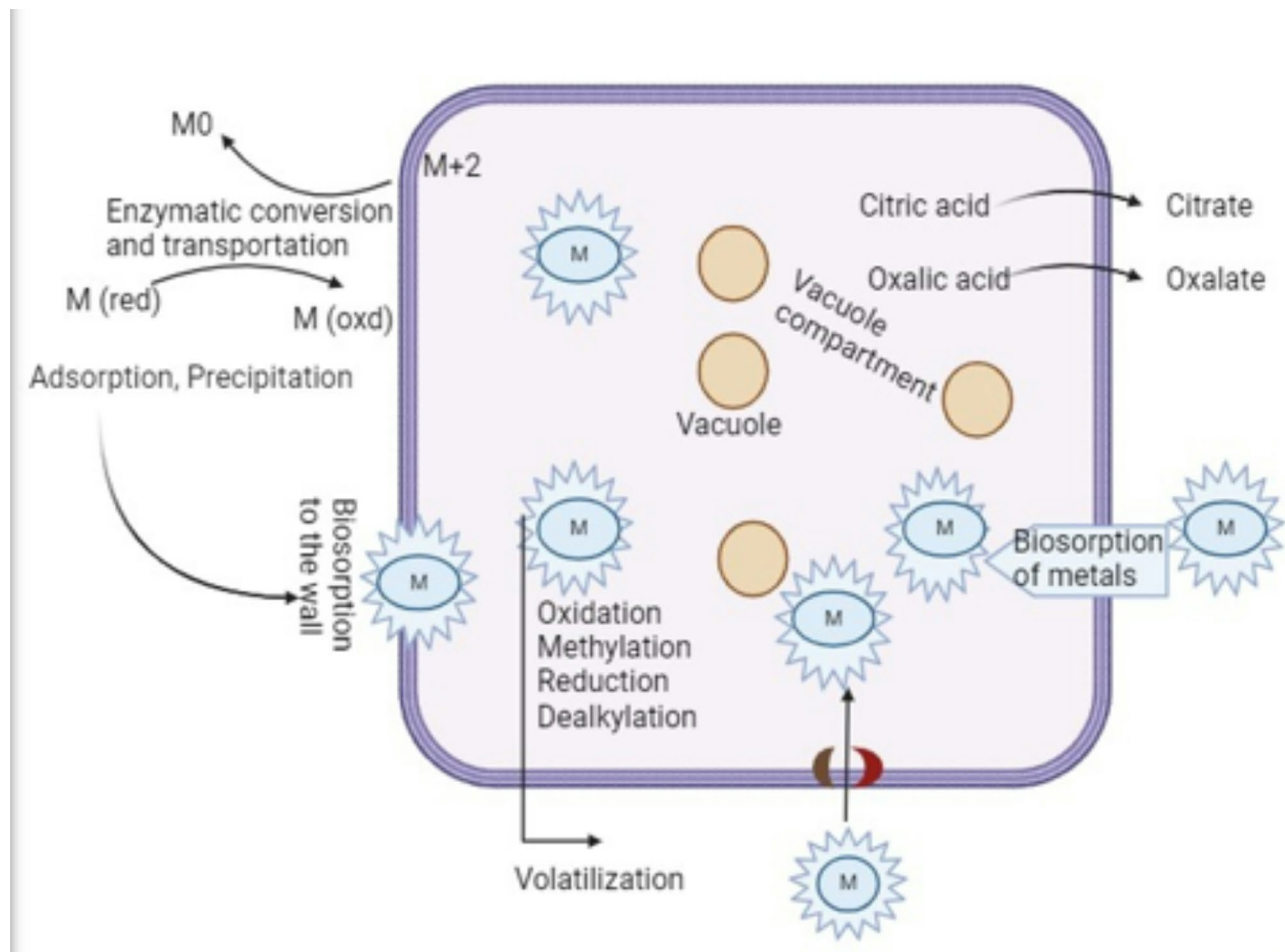 M0
M+2
Enzymatic conversion
and transportation
M (red)
M (oxd)
Adsorption, Precipitation
Biosorption
to the wall
M
M
M
Oxidation
Methylation
Reduction
Dealkylation
Volatilization
Citric acid
Citrate
Oxalic acid
Oxalate
Vacuole
compartment
Vacuole
M
Biosorption
of metals
M
M
M